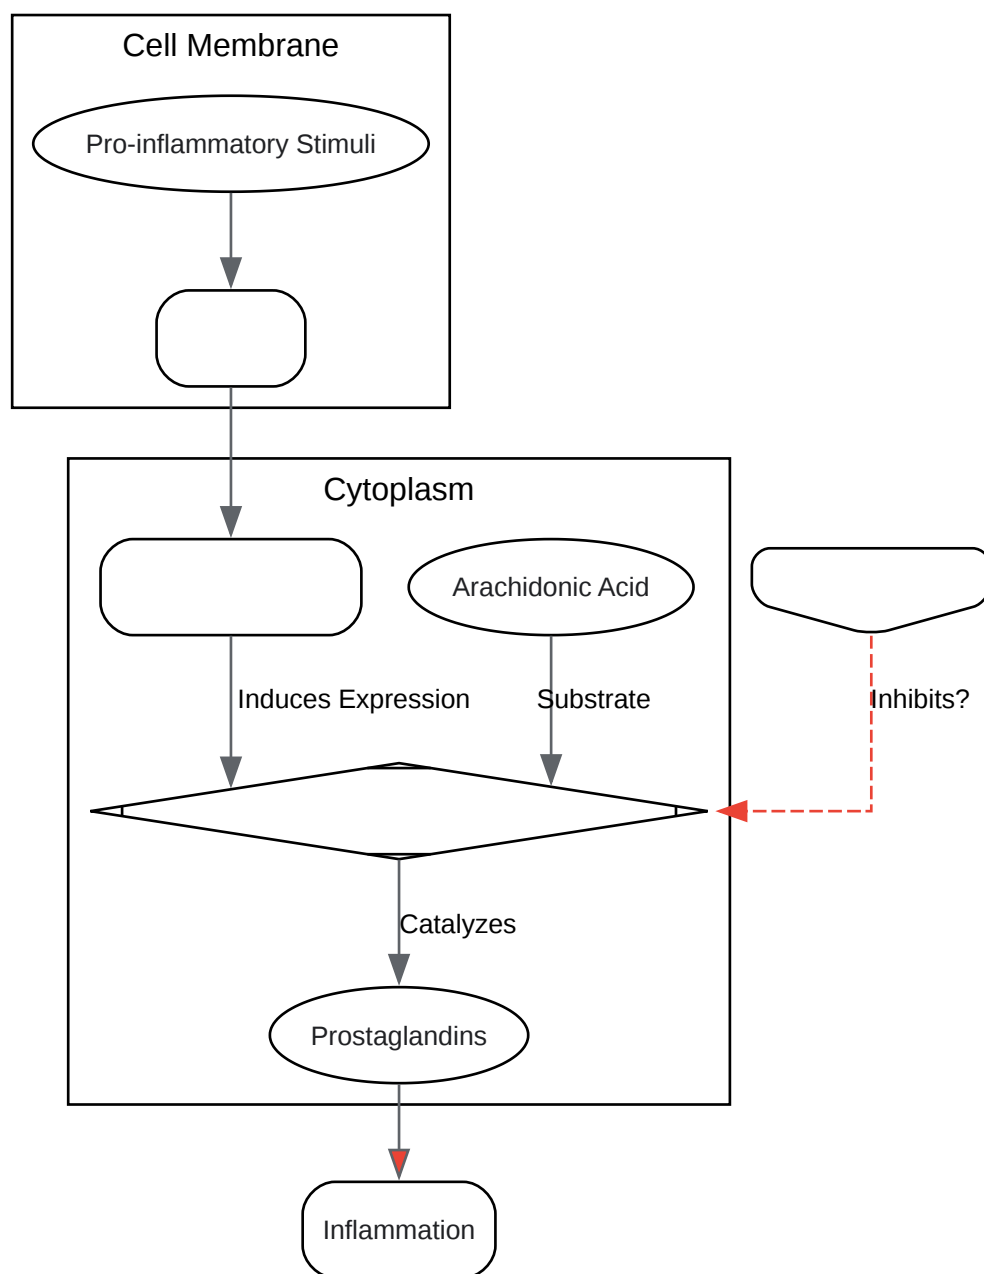 Cell Membrane
Pro-inflammatory Stimuli
Cytoplasm
Arachidonic Acid
Induces Expression
Substrate
Inhibits?
Catalyzes
Prostaglandins
Inflammation